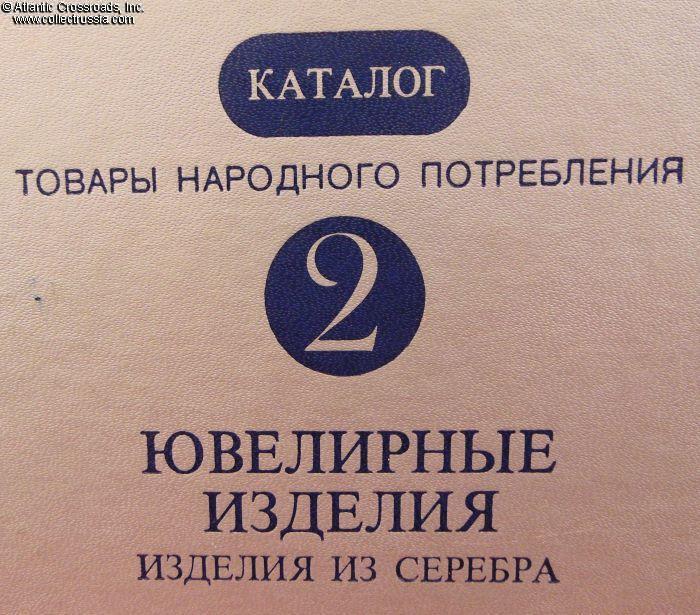 © Atlantic Crossroads, Inc.
www.collectrussia.com
КАТАЛОГ
ТОВАРЫ НАРОДНОГО ПОТРЕБЛЕНИЯ
2
ЮВЕЛИРНЫЕ
ИЗДЕЛИЯ
ИЗДЕЛИЯ ИЗ СЕРЕБРА